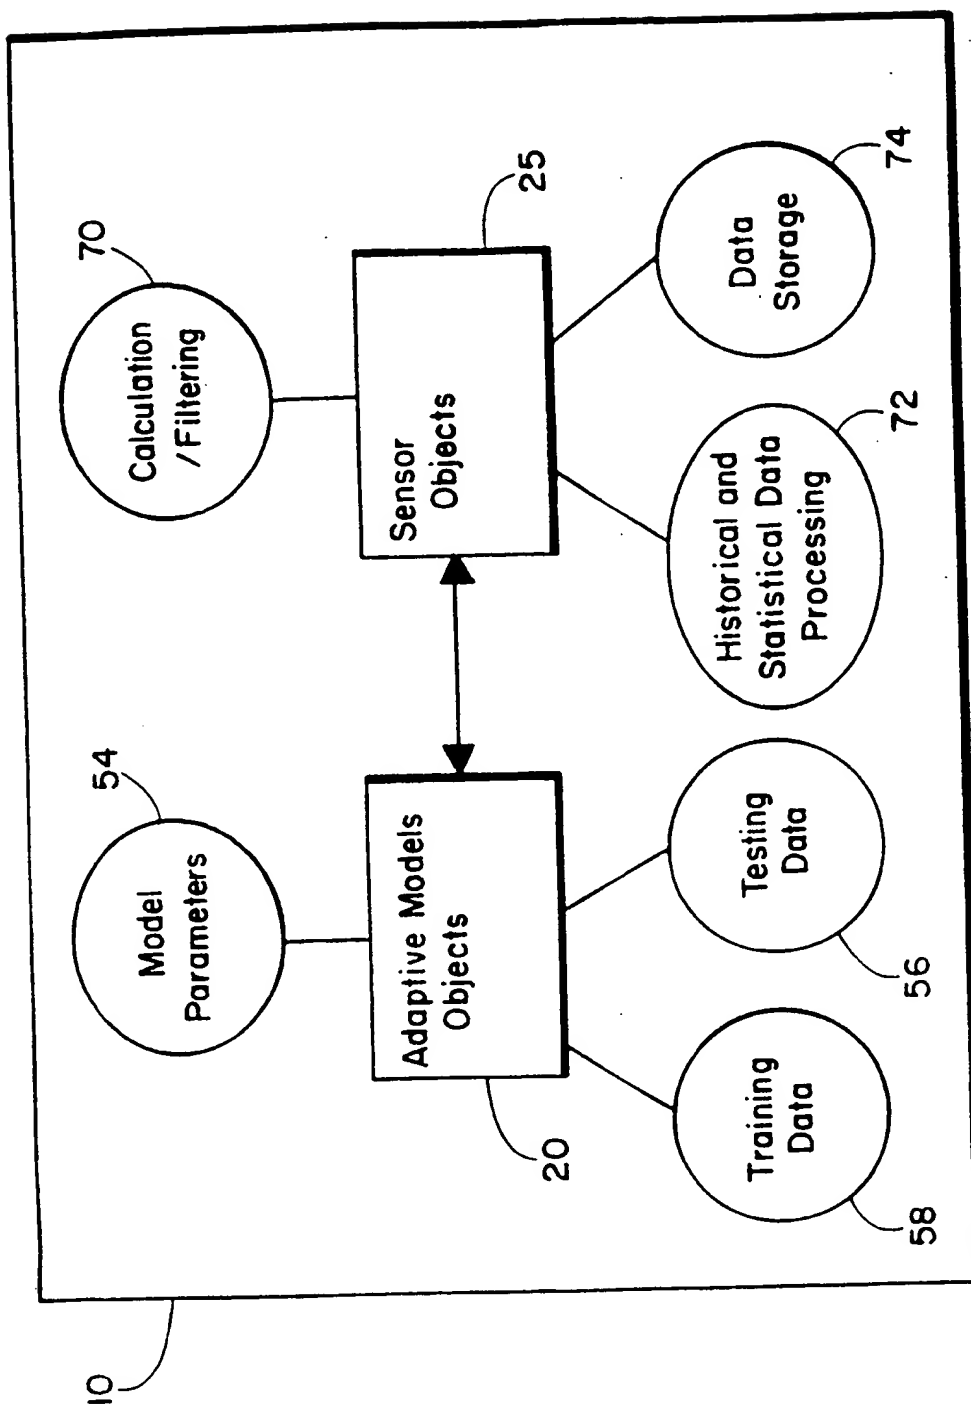 10
54
Model
Parameters
70
Calculation
/Filtering
20
Adaptive Models
Objects
25
Sensor
Objects
58
Training
Data
56
Testing
Data
72
Historical and
Statistical Data
Processing
74
Data
Storage